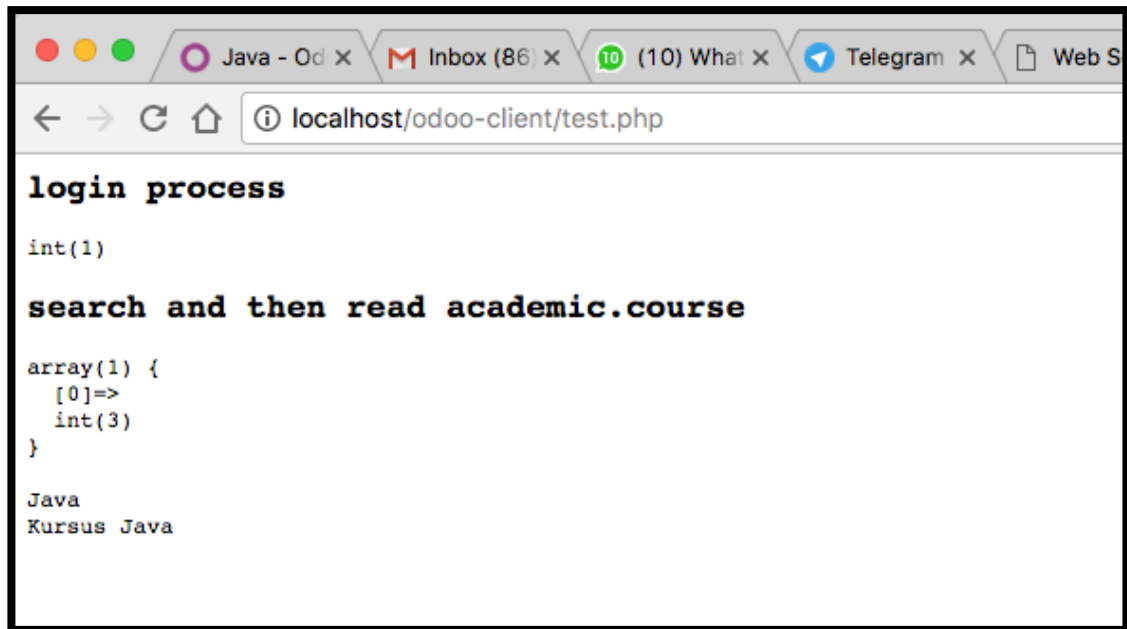 Java - Od
Inbox (86)
10
(10) What
Telegram
Web S
localhost/odoo-client/test.php
login process
int(1)
search and then read academic.course
array(1) {
  [0]=>
  int(3)
}
Java
Kursus Java